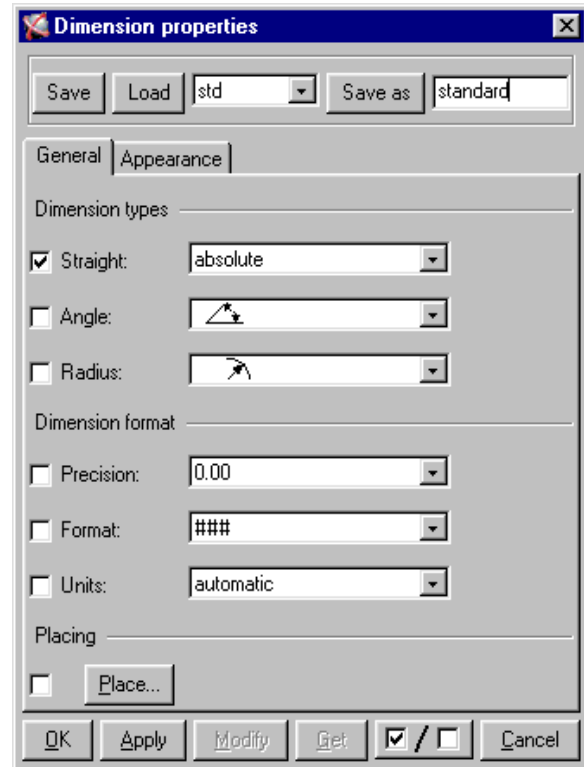 Dimension properties
Save Load std Save as standard
General Appearance
Dimension types
Straight: absolute
Angle:
Radius:
Dimension format
Precision: 0.00
Format: ###
Units: automatic
Placing
Place...
OK Apply Modify Get / Cancel